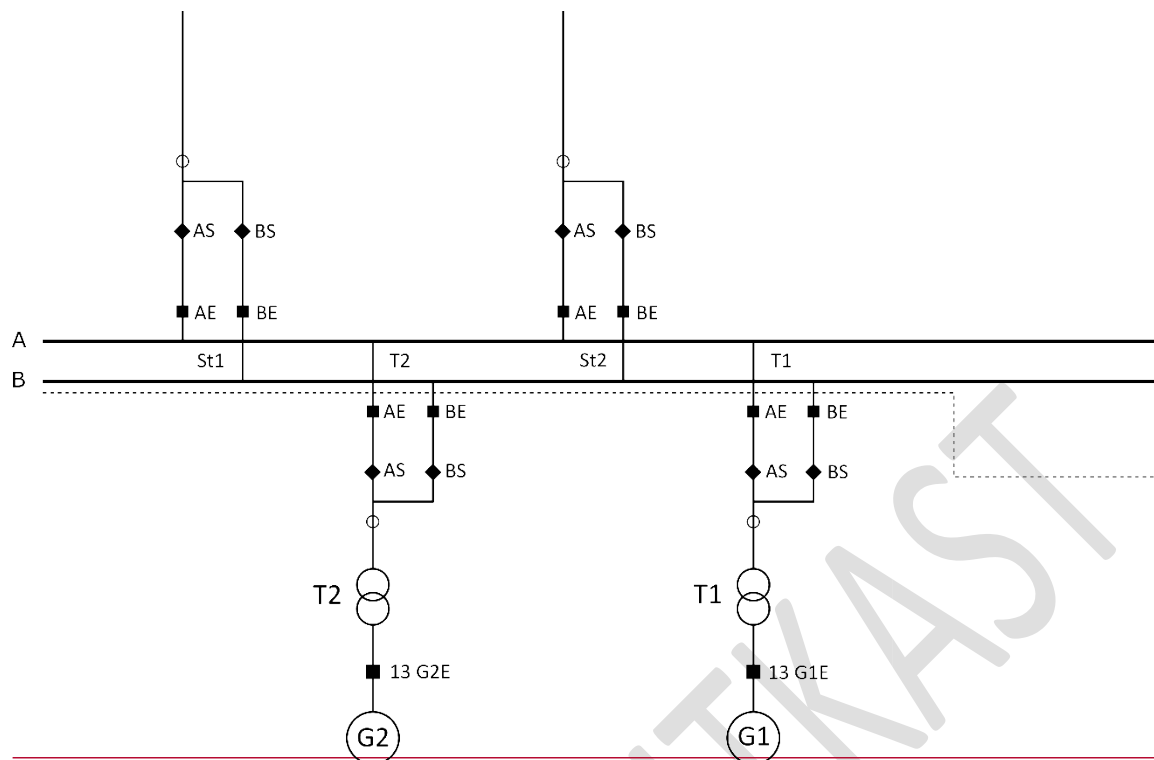 AS BS AS BS
AE BE AE BE
A
St1 T2 St2 T1
B
AE BE AE BE
AS BS AS BS
T2 T1
13 G2E 13 G1E
G2 G1
TKAST